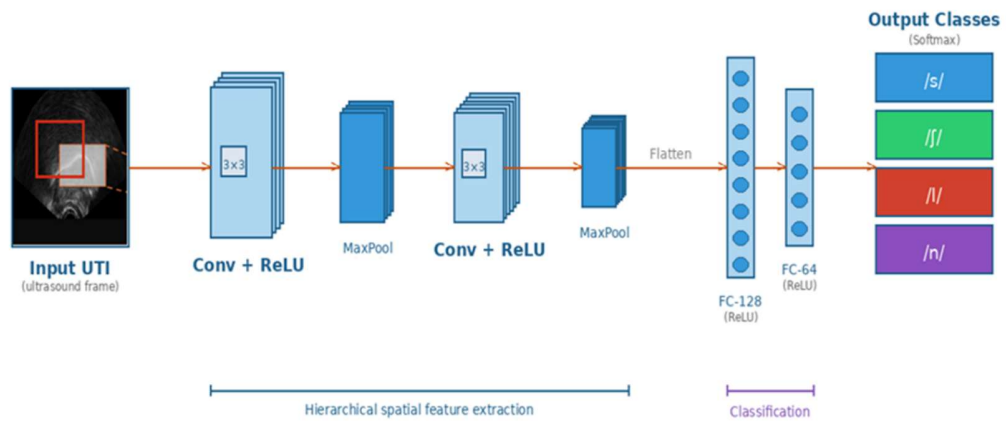 Output Classes
(Softmax)
/s/
/ʃ/
/l/
/n/
3×3
3×3
Flatten
MaxPool
MaxPool
Conv + ReLU
Conv + ReLU
Input UTI
(ultrasound frame)
FC-128
(ReLU)
FC-64
(ReLU)
Hierarchical spatial feature extraction
Classification